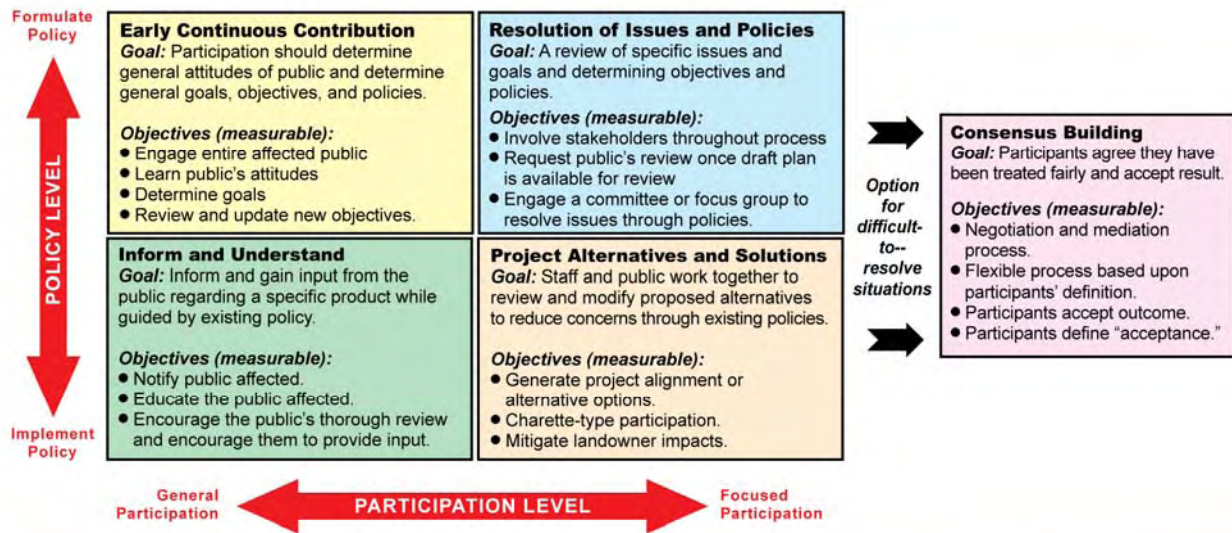 Formulate
Policy
POLICY LEVEL
Implement
Policy
Early Continuous Contribution
Goal: Participation should determine
general attitudes of public and determine
general goals, objectives, and policies.
Objectives (measurable):
● Engage entire affected public
● Learn public's attitudes
● Determine goals
● Review and update new objectives.
Resolution of Issues and Policies
Goal: A review of specific issues and
goals and determining objectives and
policies.
Objectives (measurable):
● Involve stakeholders throughout process
● Request public's review once draft plan
is available for review
● Engage a committee or focus group to
resolve issues through policies.
Inform and Understand
Goal: Inform and gain input from the
public regarding a specific product while
guided by existing policy.
Objectives (measurable):
● Notify public affected.
● Educate the public affected.
● Encourage the public's thorough review
and encourage them to provide input.
Project Alternatives and Solutions
Goal: Staff and public work together to
review and modify proposed alternatives
to reduce concerns through existing policies.
Objectives (measurable):
● Generate project alignment or
alternative options.
● Charette-type participation.
● Mitigate landowner impacts.
Option
for
difficult-
to--
resolve
situations
Consensus Building
Goal: Participants agree they have
been treated fairly and accept result.
Objectives (measurable):
● Negotiation and mediation
process.
● Flexible process based upon
participants' definition.
● Participants accept outcome.
● Participants define "acceptance."
General
Participation
PARTICIPATION LEVEL
Focused
Participation